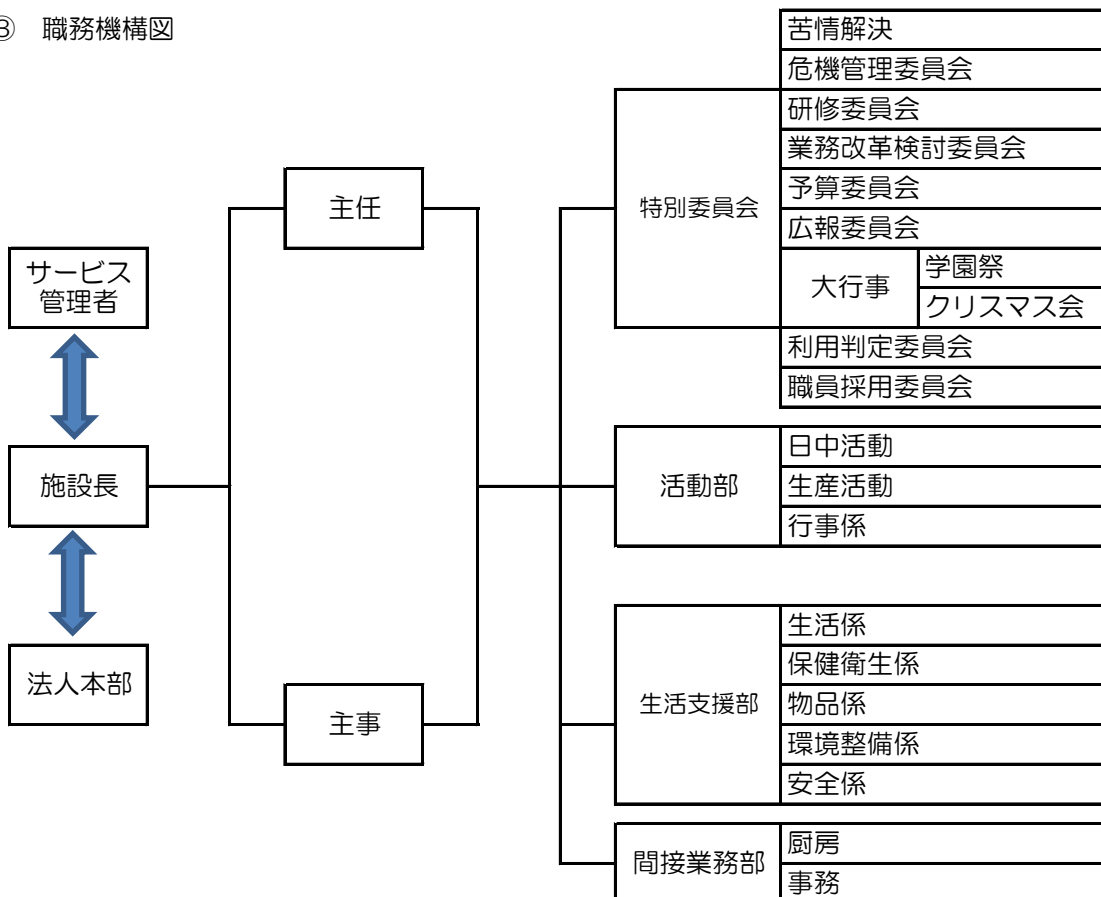 ③ 職務機構図
サービス
管理者
施設長
法人本部
主任
主事
特別委員会
苦情解決
危機管理委員会
研修委員会
業務改革検討委員会
予算委員会
広報委員会
大行事
学園祭
クリスマス会
利用判定委員会
職員採用委員会
活動部
日中活動
生産活動
行事係
生活支援部
生活係
保健衛生係
物品係
環境整備係
安全係
間接業務部
厨房
事務